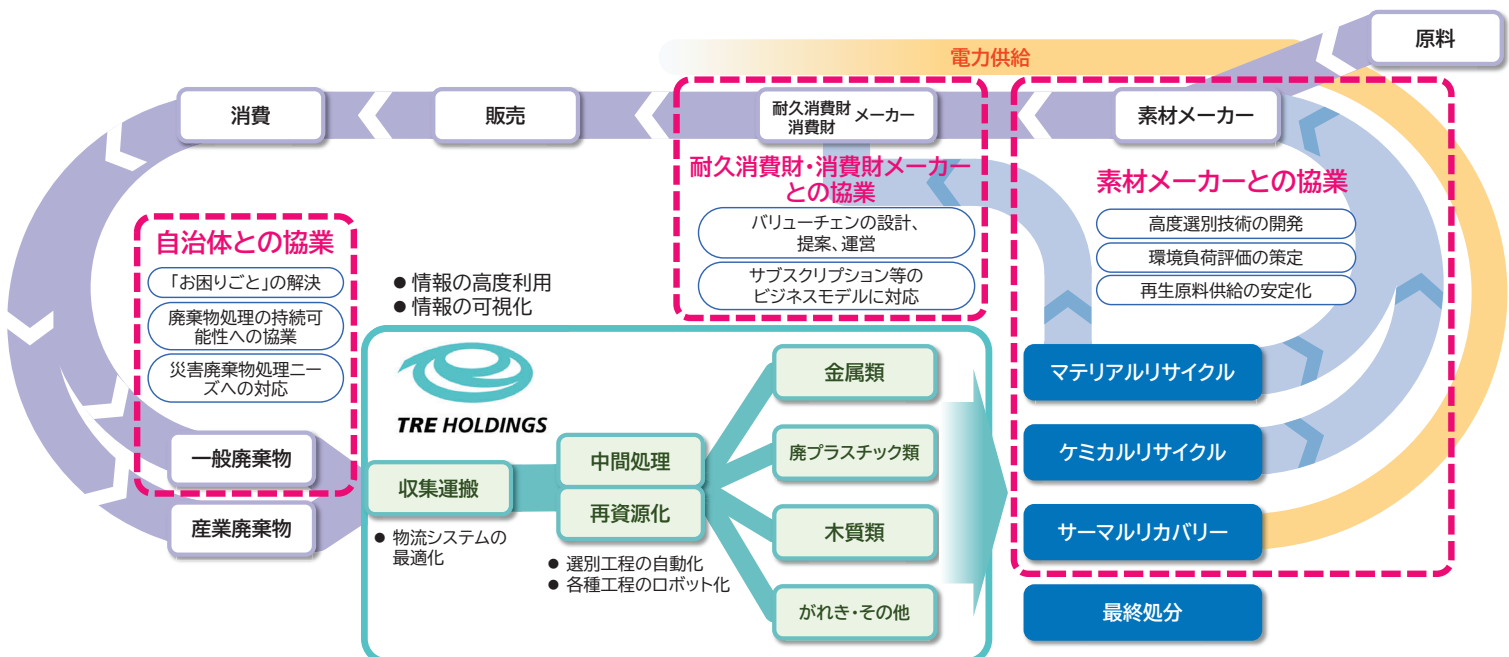 原料
電力供給
消費
販売
耐久消費財
消費財
メーカー
素材メーカー
耐久消費財・消費財メーカー
との協業
バリューチェンの設計、
提案、運営
サブスクリプション等の
ビジネスモデルに対応
素材メーカーとの協業
高度選別技術の開発
環境負荷評価の策定
再生原料供給の安定化
自治体との協業
「お困りごと」の解決
廃棄物処理の持続可
能性への協業
災害廃棄物処理ニー
ズへの対応
一般廃棄物
産業廃棄物
● 情報の高度利用
● 情報の可視化
TRE HOLDINGS
収集運搬
● 物流システムの
最適化
中間処理
再資源化
● 選別工程の自動化
● 各種工程のロボット化
金属類
廃プラスチック類
木質類
がれき・その他
マテリアルリサイクル
ケミカルリサイクル
サーマルリカバリー
最終処分